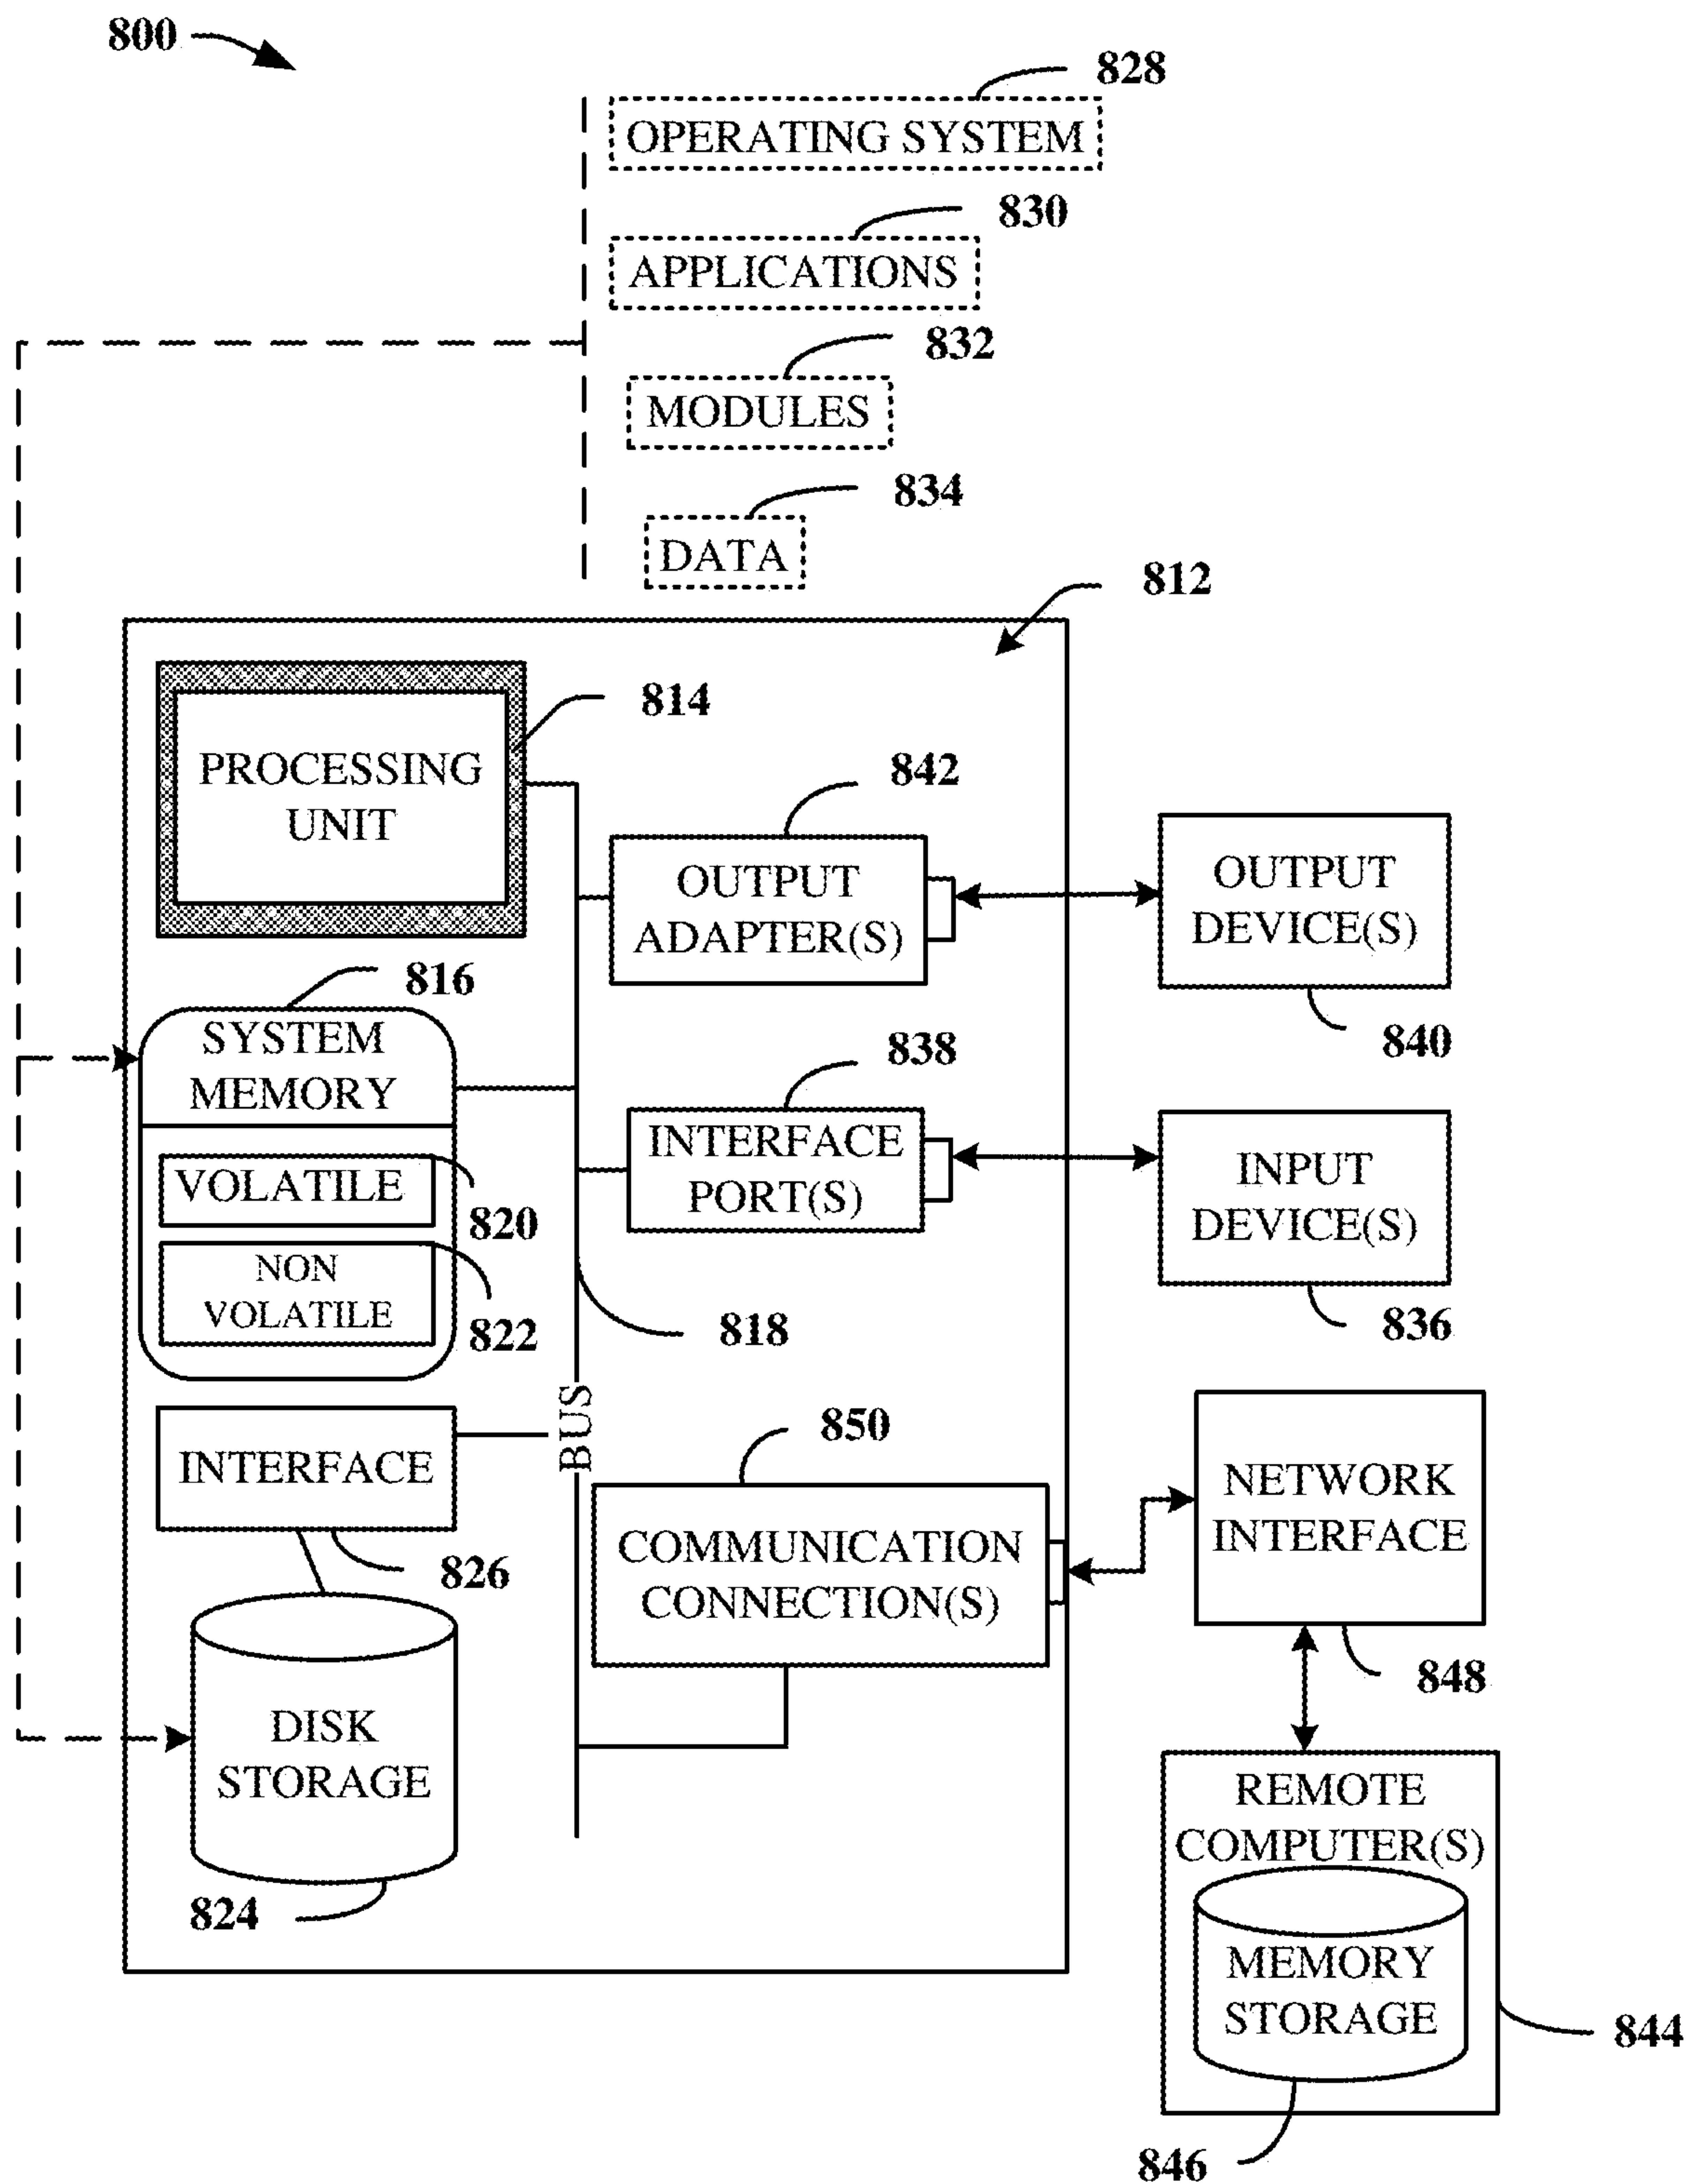 800
828
OPERATING SYSTEM
830
APPLICATIONS
832
MODULES
834
DATA
812
814
PROCESSING
UNIT
842
OUTPUT
ADAPTER(S)
OUTPUT
DEVICE(S)
840
816
SYSTEM
MEMORY
838
INTERFACE
PORT(S)
INPUT
DEVICE(S)
836
VOLATILE
820
NON
VOLATILE
822
818
BUS
INTERFACE
826
850
COMMUNICATION
CONNECTION(S)
NETWORK
INTERFACE
848
DISK
STORAGE
824
REMOTE
COMPUTER(S)
MEMORY
STORAGE
844
846